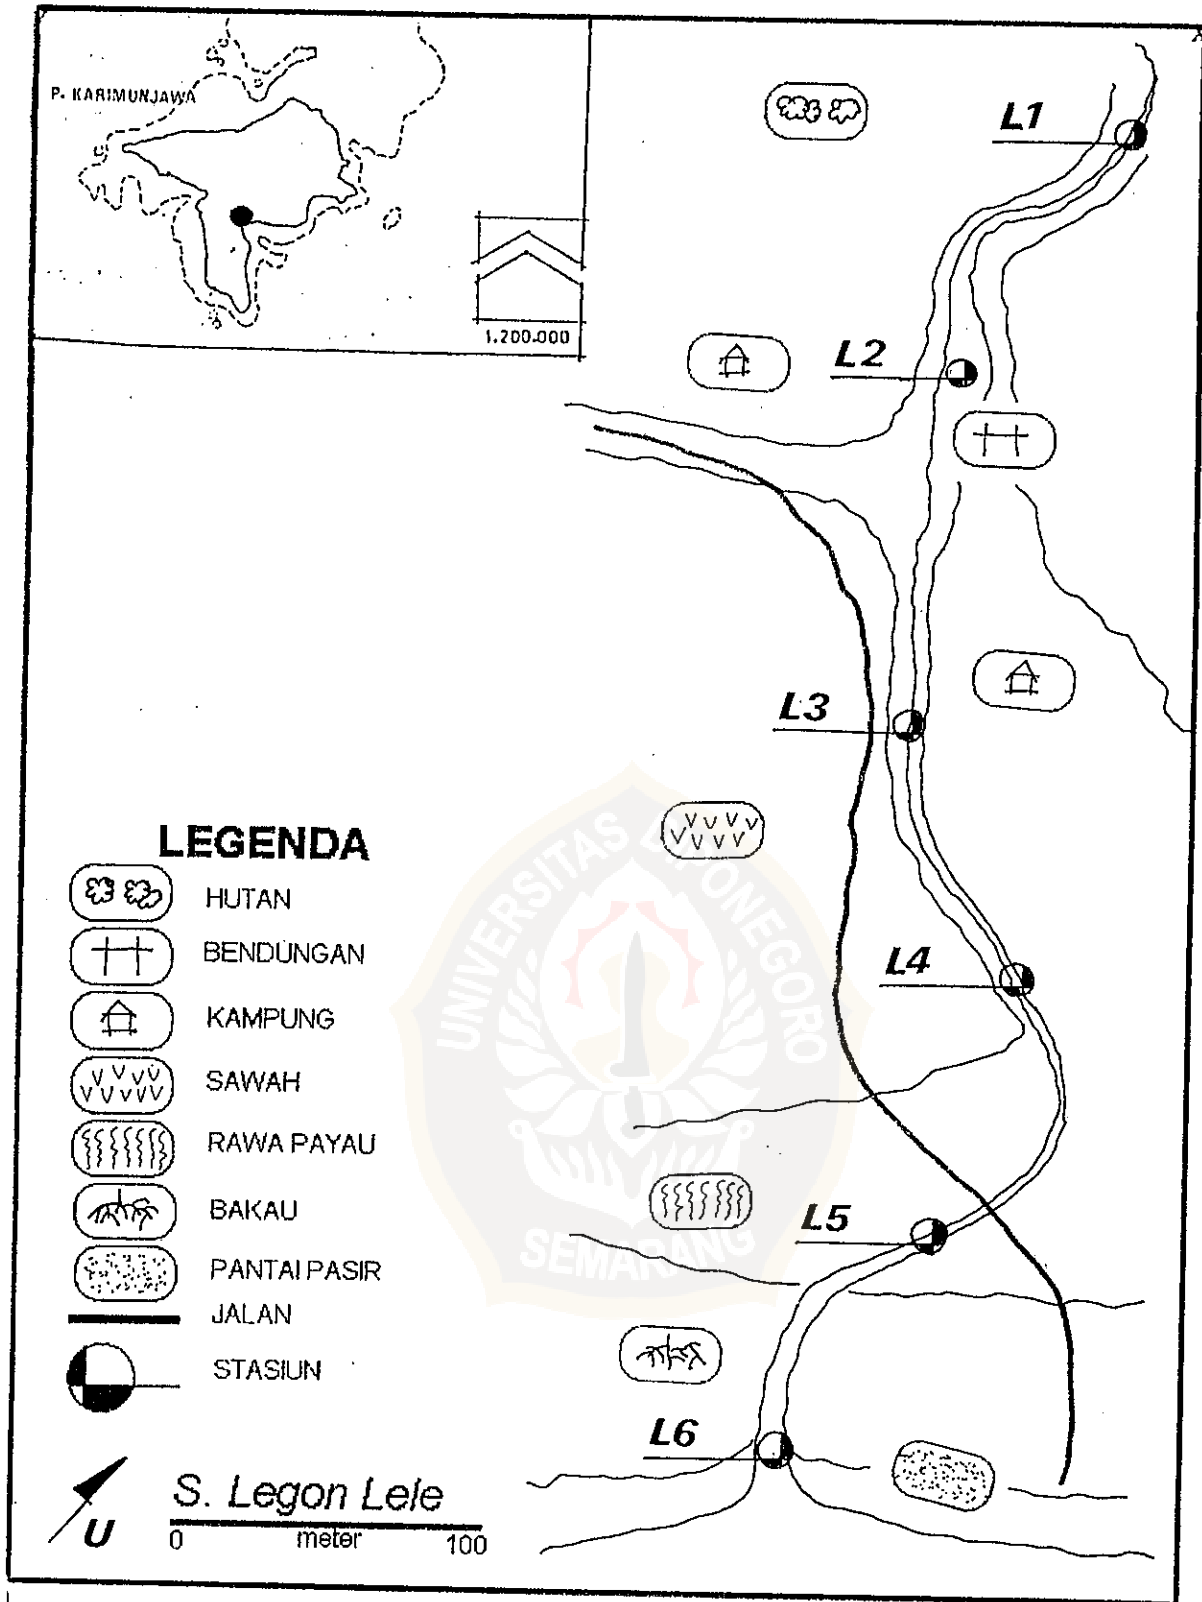 P. KARIMUNJAWA
1.200.000
L1
L2
L3
L4
L5
L6
LEGENDA
HUTAN
BENDUNGAN
KAMPUNG
SAWAH
RAWA PAYAU
BAKAU
PANTAI PASIR
JALAN
STASIUN
U
S. Legon Lele
0 meter 100
UNIVERSITAS DIPONEGORO
SEMARANG